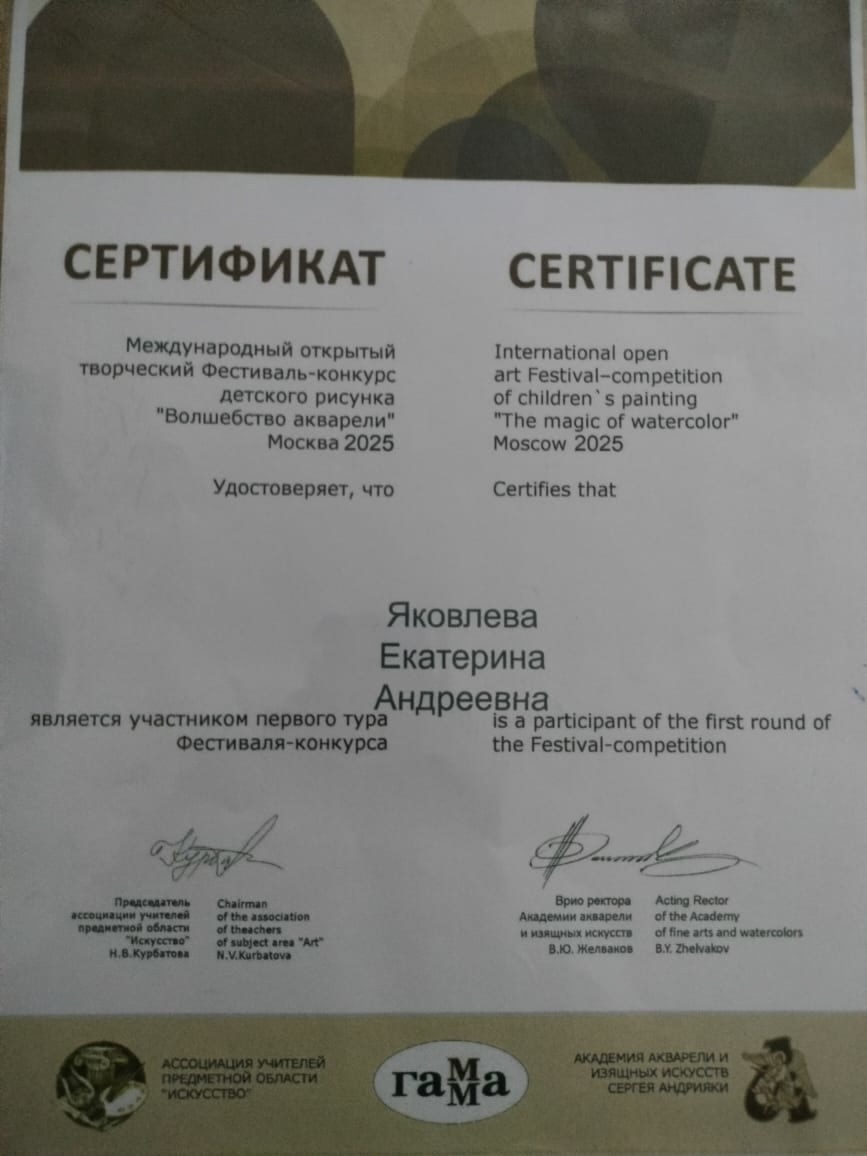 СЕРТИФИКАТ
Международный открытый
творческий Фестиваль-конкурс
детского рисунка
"Волшебство акварели"
Москва 2025
Удостоверяет, что
CERTIFICATE
International open
art Festival–competition
of children`s painting
"The magic of watercolor"
Moscow 2025
Certifies that
Яковлева
Екатерина
Андреевна
является участником первого тура
Фестиваля-конкурса
is a participant of the first round of
the Festival-competition
Председатель
ассоциации учителей
предметной области
"Искусство"
Н.В.Курбатова
Chairman
of the association
of theachers
of subject area "Art"
N.V.Kurbatova
Врио ректора
Академии акварели
и изящных искусств
В.Ю. Желваков
Acting Rector
of the Academy
of fine arts and watercolors
B.Y. Zhelvakov
АССОЦИАЦИЯ УЧИТЕЛЕЙ
ПРЕДМЕТНОЙ ОБЛАСТИ
"ИСКУССТВО"
гамма
АКАДЕМИЯ АКВАРЕЛИ И
ИЗЯЩНЫХ ИСКУССТВ
СЕРГЕЯ АНДРИЯКИ